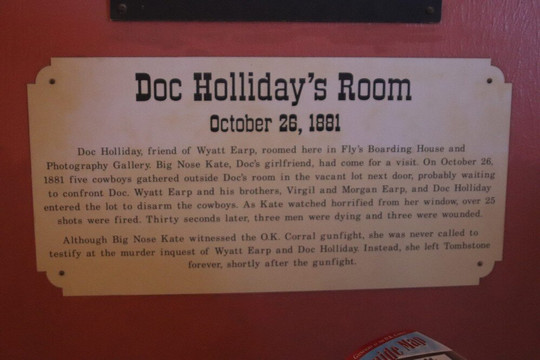 Doc Holliday's Room
October 26, 1881
Doc Holliday, friend of Wyatt Earp, roomed here in Fly's Boarding House and
Photography Gallery. Big Nose Kate, Doc's girlfriend, had come for a visit. On October 26,
1881 five cowboys gathered outside Doc's room in the vacant lot next door, probably waiting
to confront Doc. Wyatt Earp and his brothers, Virgil and Morgan Earp, and Doc Holliday
entered the lot to disarm the cowboys. As Kate watched horrified from her window, over 25
shots were fired. Thirty seconds later, three men were dying and three were wounded.
Although Big Nose Kate witnessed the O.K. Corral gunfight, she was never called to
testify at the murder inquest of Wyatt Earp and Doc Holliday. Instead, she left Tombstone
forever, shortly after the gunfight.
Map